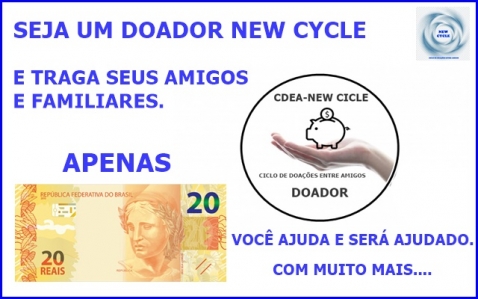 SEJA UM DOADOR NEW CYCLE
NEW
CYCLE
E TRAGA SEUS AMIGOS
E FAMILIARES.
CDEA-NEW CICLE
$
CICLO DE DOAÇÕES ENTRE AMIGOS
DOADOR
APENAS
REPÚBLICA FEDERATIVA DO BRASIL
20
20
REAIS
VOCÊ AJUDA E SERÁ AJUDADO.
COM MUITO MAIS....